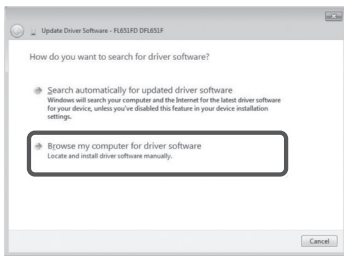 Update Driver Software - FL631FD DFL631F
How do you want to search for driver software?
Search automatically for updated driver software
Windows will search your computer and the Internet for the latest driver software
for your device, unless you've disabled this feature in your device installation
settings.
Browse my computer for driver software
Locate and install driver software manually.
Cancel